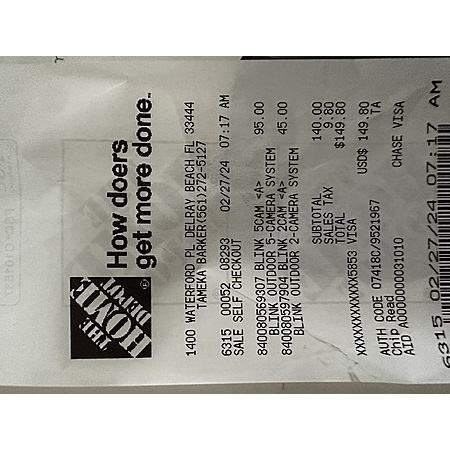 THE
HOME
DEPOT
How doers
get more done.
1400 WATERFORD PL DELRAY BEACH FL 33444
TAMEKA BARKER(561)272-5127
6315 00052 08293 02/27/24 07:17 AM
SALE SELF CHECKOUT
840080559307 BLINK 5CAM <A> 95.00
BLINK OUTDOOR 5-CAMERA SYSTEM
840080597904 BLINK 2CAM <A> 45.00
BLINK OUTDOOR 2-CAMERA SYSTEM
SUBTOTAL 140.00
SALES TAX 9.80
TOTAL $149.80
XXXXXXXXXXXX5853 VISA
USD$ 149.80
AUTH CODE 07418C/9521967 TA
Chip Read
AID A0000000031010 CHASE VISA
6315 02/27/24 07:17 AM